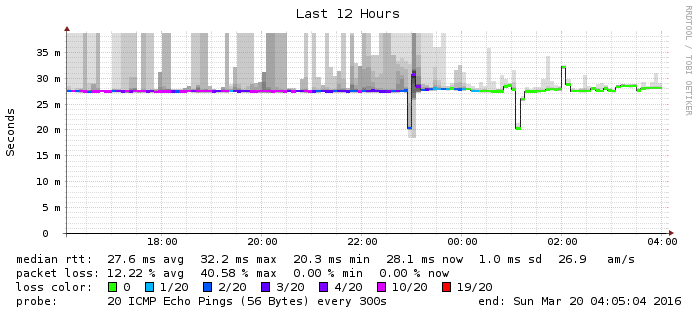 Last 12 Hours
RRDTOOL / TOBI OETIKER
Seconds
35 m
30 m
25 m
20 m
15 m
10 m
5 m
0
18:00 20:00 22:00 00:00 02:00 04:00
median rtt: 27.6 ms avg 32.2 ms max 20.3 ms min 28.1 ms now 1.0 ms sd 26.9 am/s
packet loss: 12.22 % avg 40.58 % max 0.00 % min 0.00 % now
loss color: 0 1/20 2/20 3/20 4/20 10/20 19/20
probe: 20 ICMP Echo Pings (56 Bytes) every 300s end: Sun Mar 20 04:05:04 2016